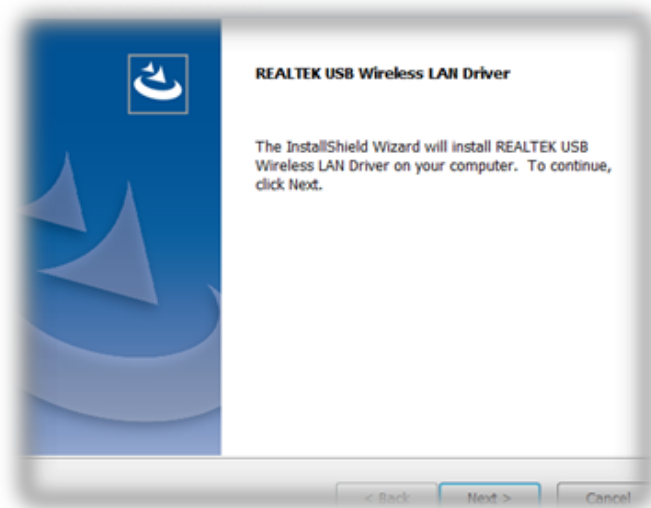 REALTEK USB Wireless LAN Driver
The InstallShield Wizard will install REALTEK USB
Wireless LAN Driver on your computer.  To continue,
click Next.
< Back
Next >
Cancel